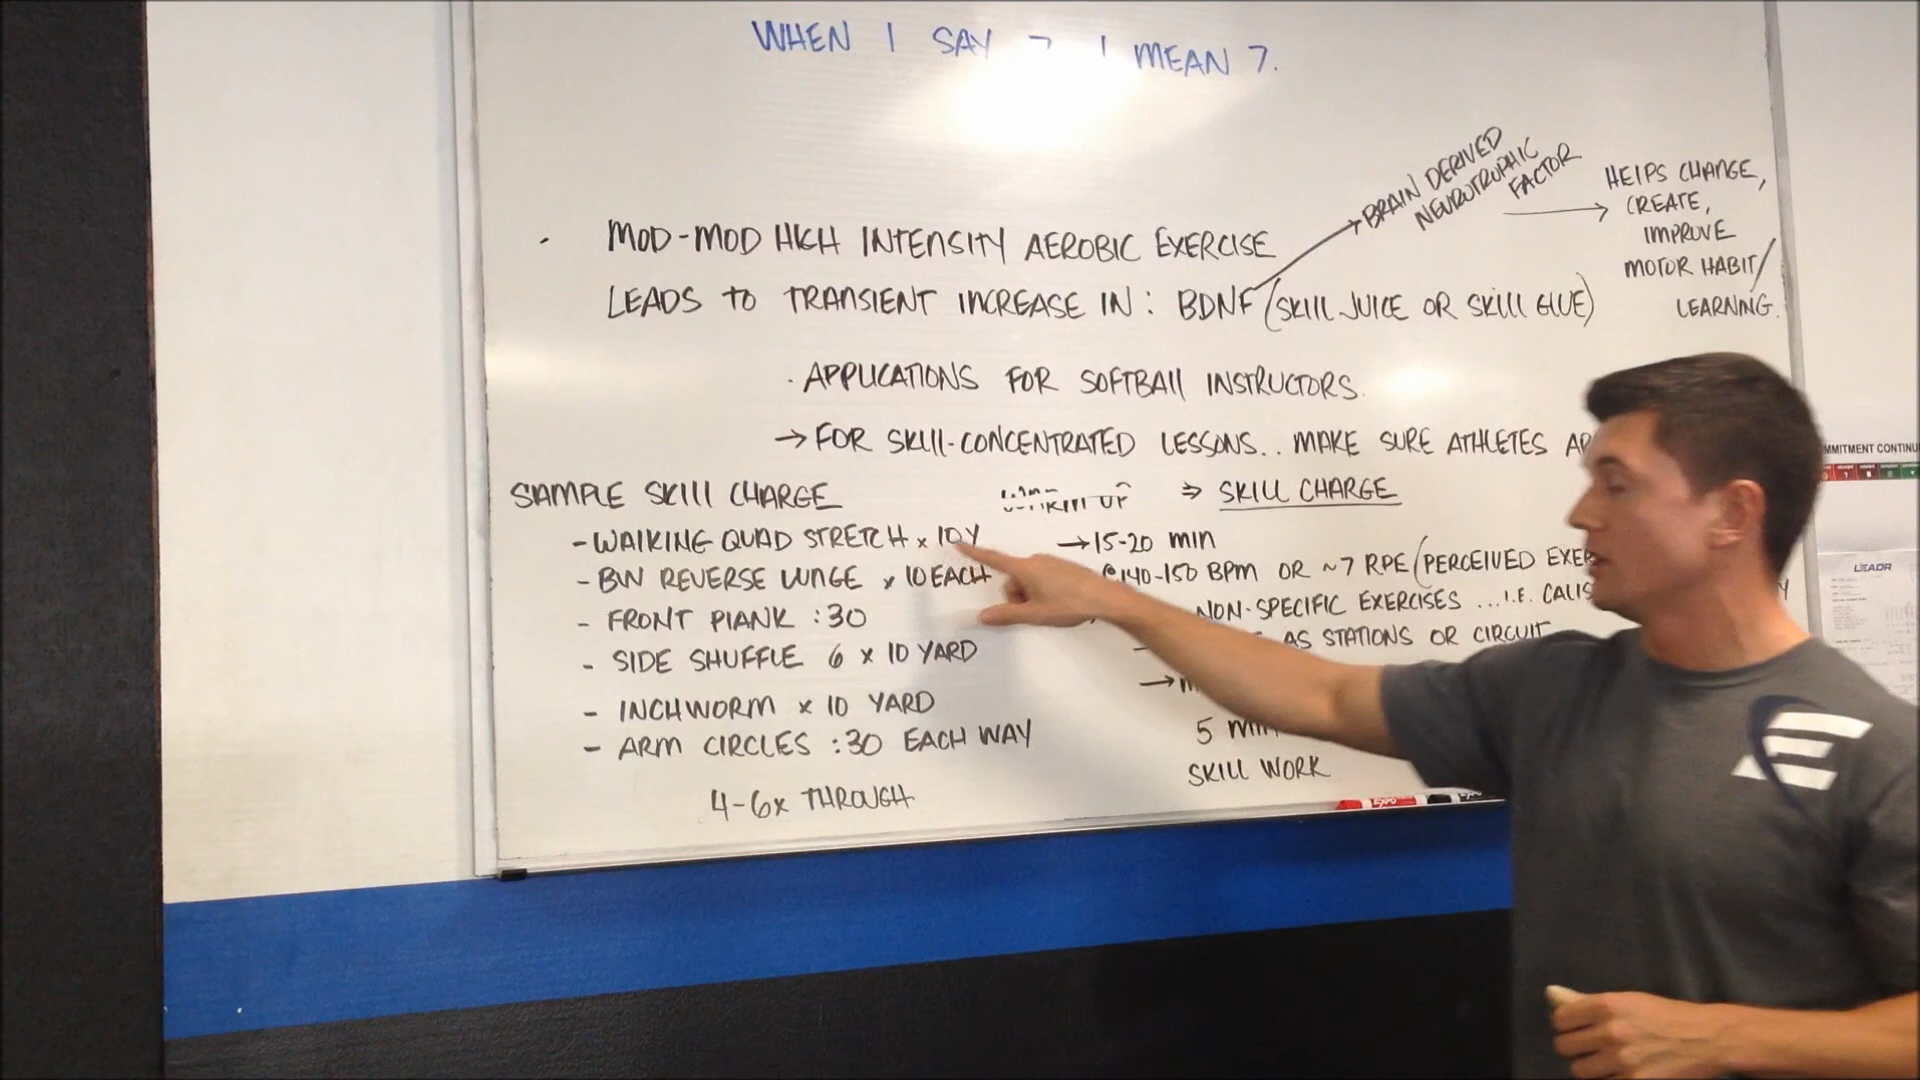 WHEN I SAY 7 I MEAN 7.
BRAIN DERIVED
NEUROTROPHIC
FACTOR
HELPS CHANGE,
CREATE,
IMPROVE
MOTOR HABIT/
LEARNING.
• MOD-MOD HIGH INTENSITY AEROBIC EXERCISE
LEADS TO TRANSIENT INCREASE IN: BDNF (SKILL JUICE OR SKILL GLUE)
• APPLICATIONS FOR SOFTBALL INSTRUCTORS.
→ FOR SKILL-CONCENTRATED LESSONS.. MAKE SURE ATHLETES
SAMPLE SKILL CHARGE
- WALKING QUAD STRETCH x 10Y
- BW REVERSE LUNGE x 10 EACH
- FRONT PLANK :30
- SIDE SHUFFLE 6 x 10 YARD
- INCHWORM x 10 YARD
- ARM CIRCLES :30 EACH WAY
4-6x THROUGH
UP ⇒ SKILL CHARGE
→ 15-20 MIN
@140-150 BPM OR ~7 RPE (PERCEIVED
NON-SPECIFIC EXERCISES ... I.E.
AS STATIONS OR CIRCUIT
→
5 MIN
SKILL WORK
EXPO
COMMITMENT
LEADR
E